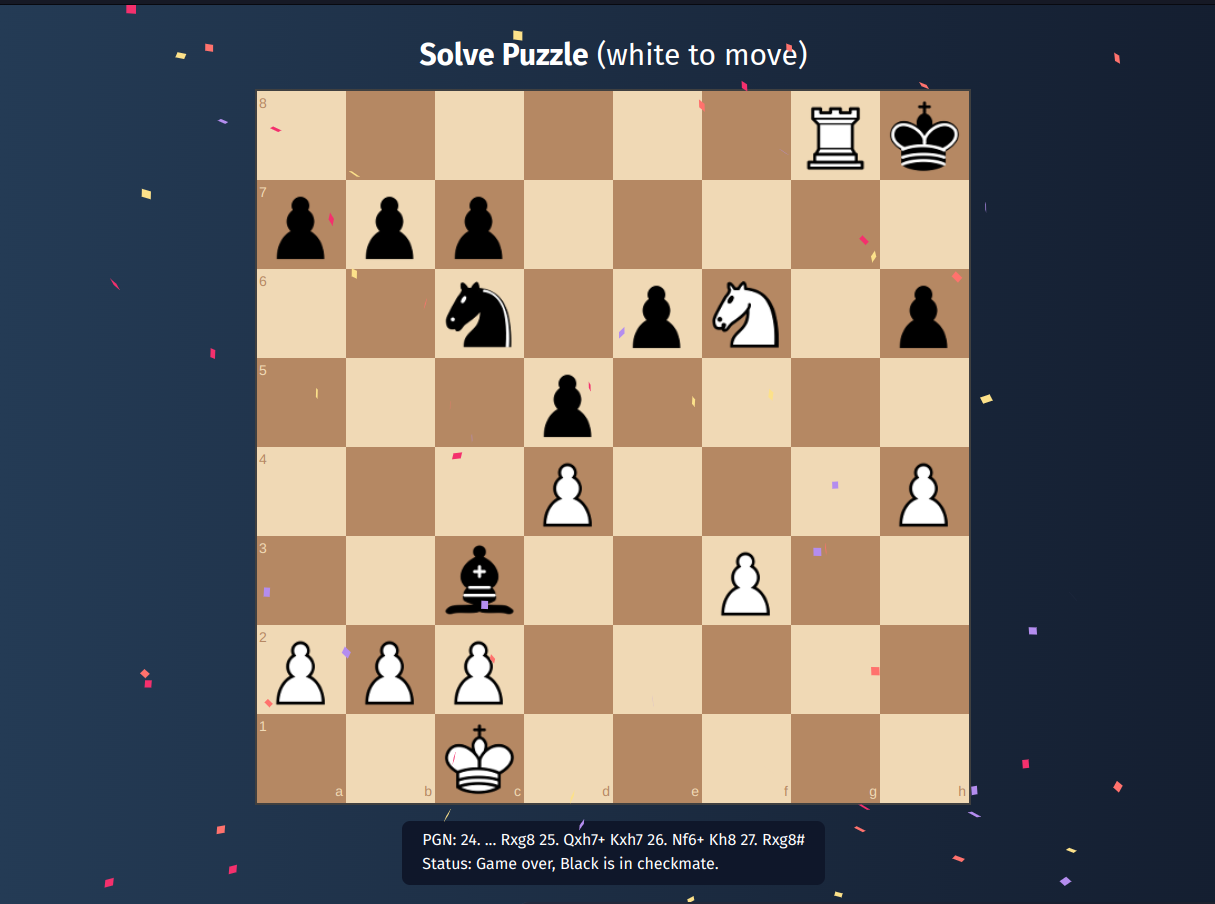 Solve Puzzle (white to move)
8
7
6
5
4
3
2
1
a b c d e f g h
PGN: 24. ... Rxg8 25. Qxh7+ Kxh7 26. Nf6+ Kh8 27. Rxg8#
Status: Game over, Black is in checkmate.